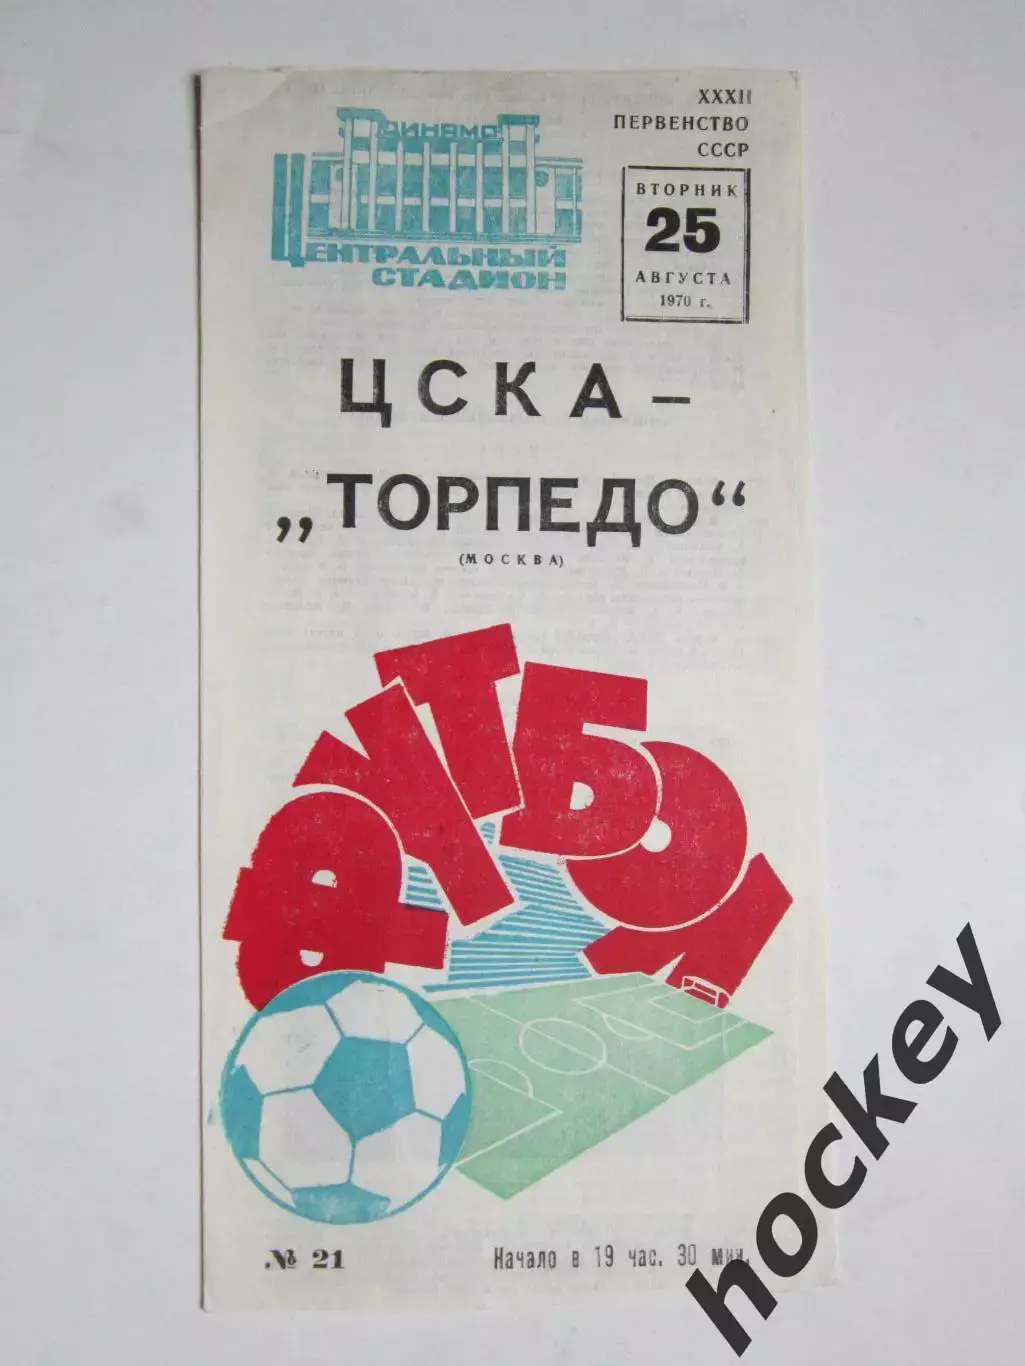 XXXII
ПЕРВЕНСТВО
СССР
ВТОРНИК
25
АВГУСТА
1970 г.
ДИНАМО
ЦЕНТРАЛЬНЫЙ
СТАДИОН
ЦСКА –
„ТОРПЕДО“
(МОСКВА)
ФУТБОЛ
№ 21
Начало в 19 час. 30 мин.
hockey